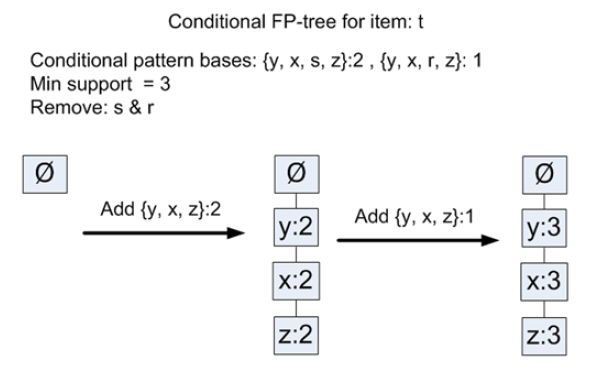 Conditional FP-tree for item: t
Conditional pattern bases: {y, x, s, z}:2 , {y, x, r, z}: 1
Min support = 3
Remove: s & r
Ø
Add {y, x, z}:2
Ø
y:2
x:2
z:2
Add {y, x, z}:1
Ø
y:3
x:3
z:3